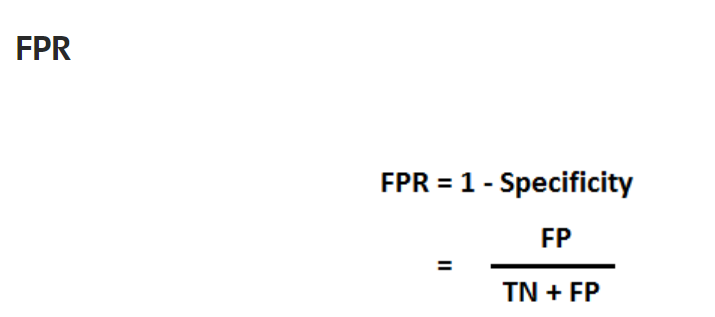 FPR
FPR = 1 - Specificity
FP
=
TN + FP